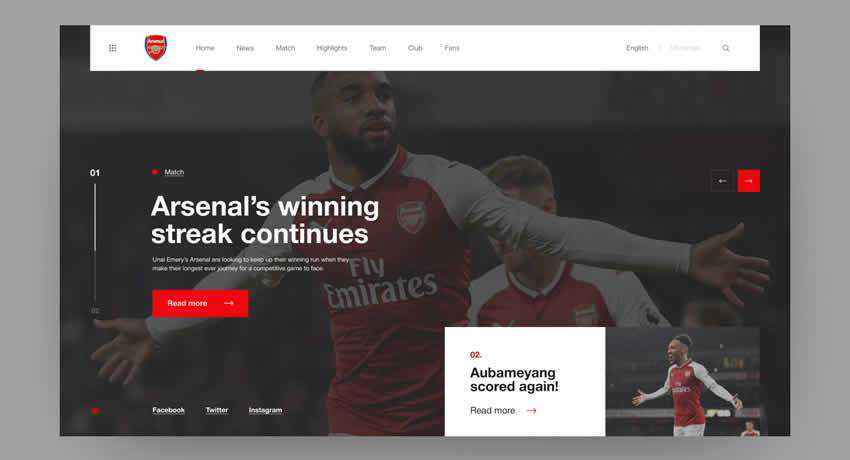 Arsenal
Home News Match Highlights Team Club Fans
English
01
Match
Arsenal's winning
streak continues
Unai Emery's Arsenal are looking to keep up their winning run when they
make their longest ever journey for a competitive game to face.
Read more
02
Fly
Emirates
02.
Aubameyang
scored again!
Read more
Facebook Twitter Instagram